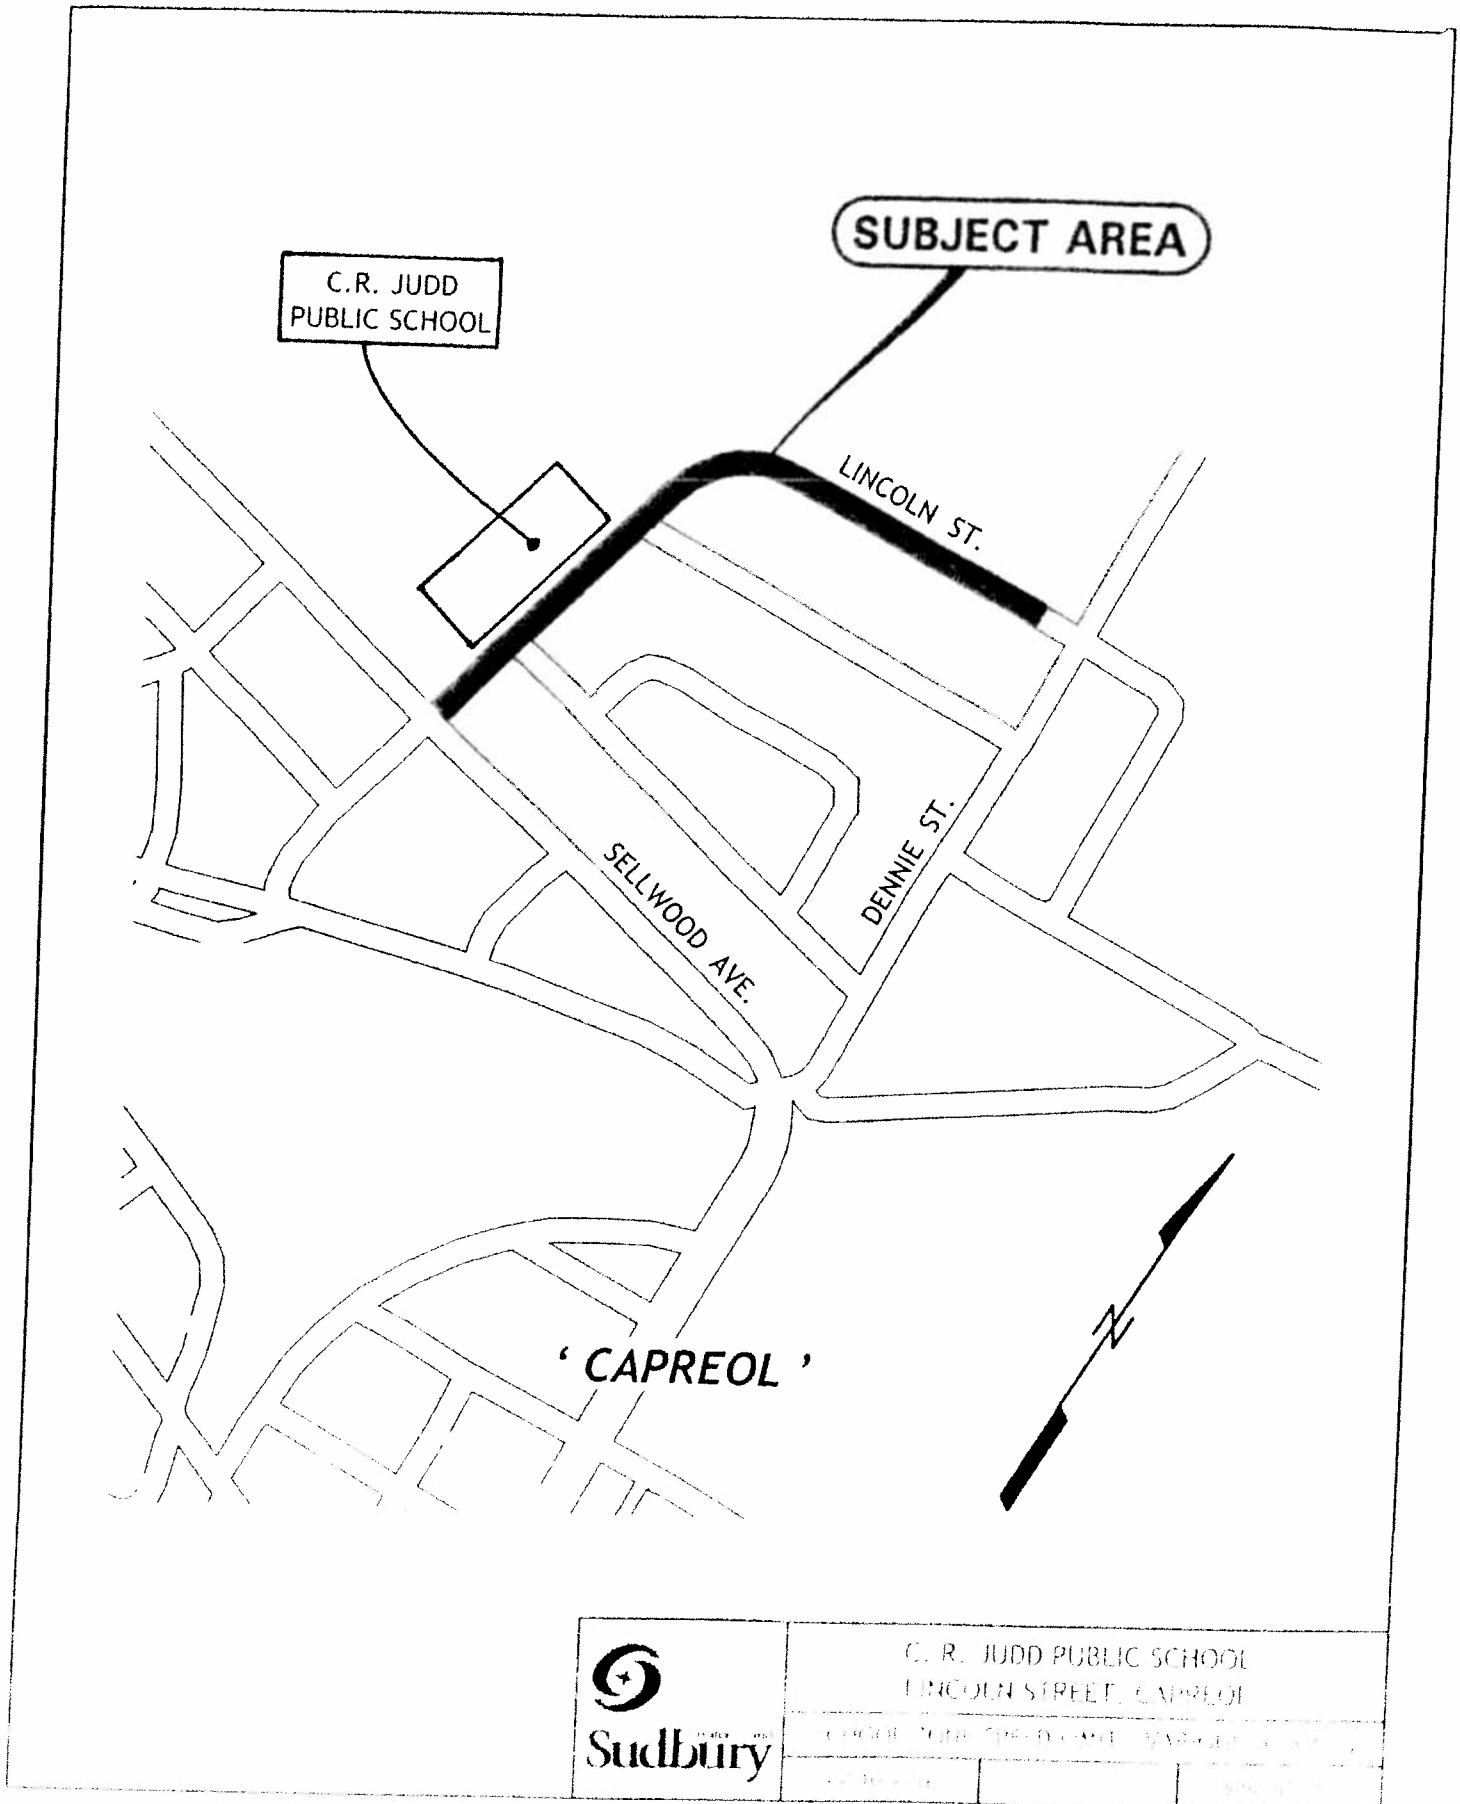 SUBJECT AREA
C.R. JUDD
PUBLIC SCHOOL
LINCOLN ST.
DENNIE ST.
SELLWOOD AVE.
N
' CAPREOL '
Sudbury
C. R. JUDD PUBLIC SCHOOL
LINCOLN STREET, CAPREOL